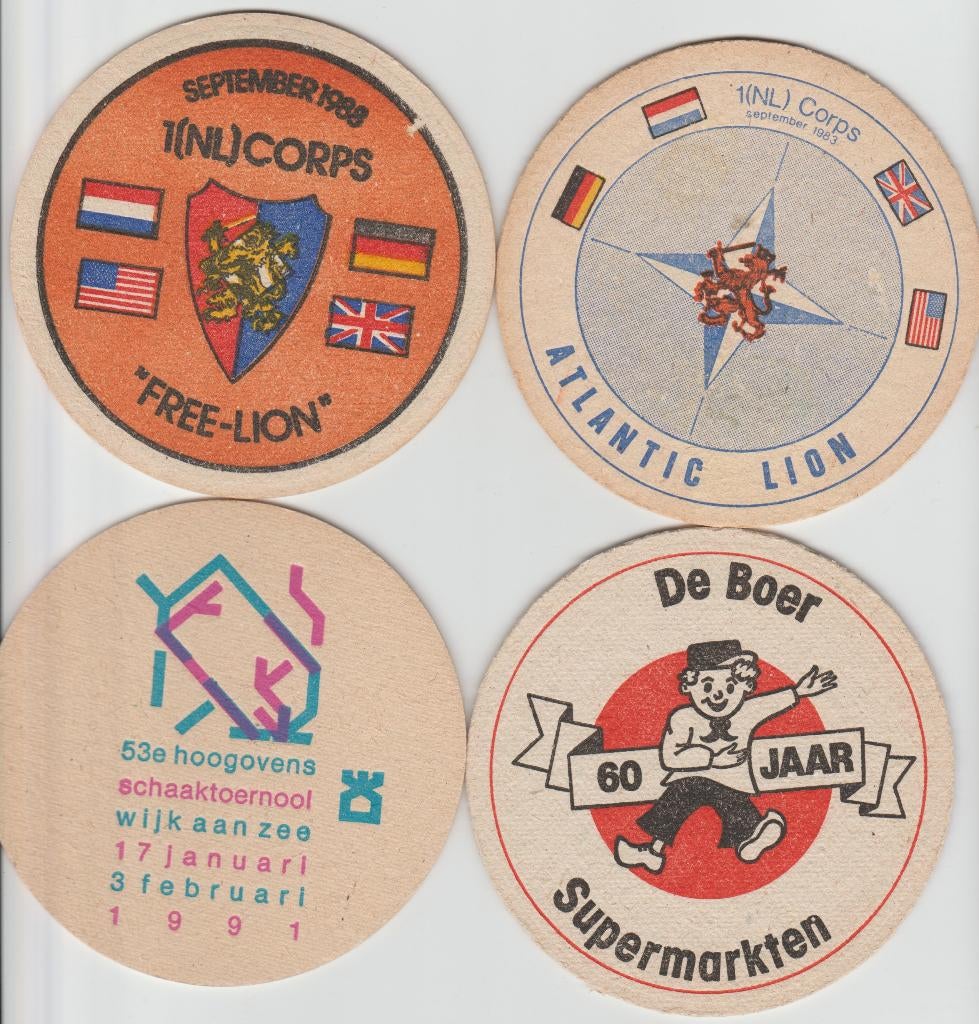 SEPTEMBER 1988
1(NL)CORPS
"FREE-LION"
1(NL) Corps
september 1983
ATLANTIC LION
53e hoogovens
schaaktoernooi
wijk aan zee
17 januari
3 februari
1991
De Boer
60 JAAR
Supermarkten